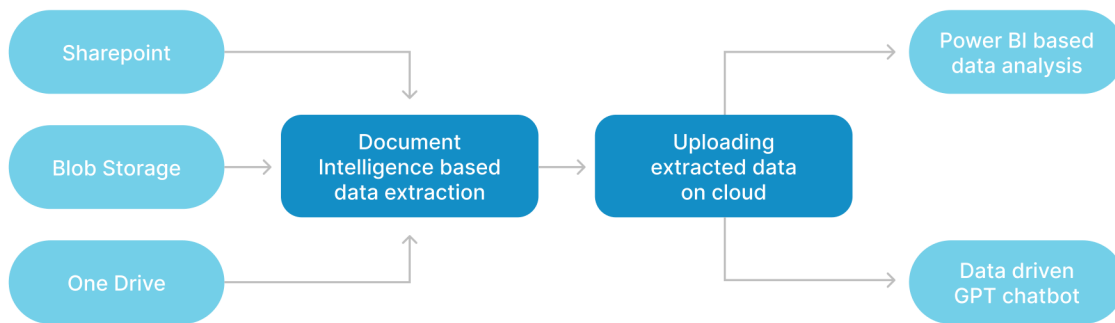 Sharepoint
Blob Storage
One Drive
Document
Intelligence based
data extraction
Uploading
extracted data
on cloud
Power BI based
data analysis
Data driven
GPT chatbot